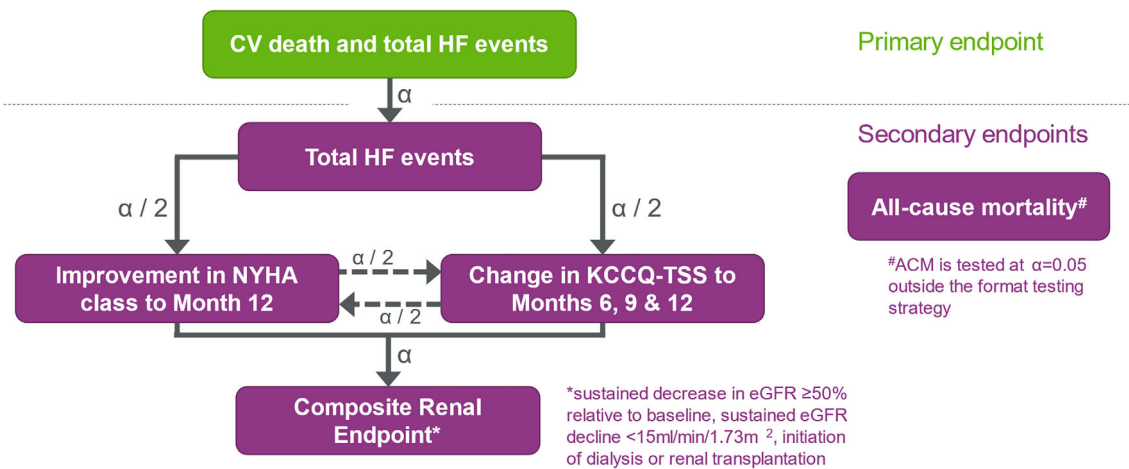 CV death and total HF events
Primary endpoint
α
Secondary endpoints
Total HF events
α / 2
α / 2
All-cause mortality#
Improvement in NYHA
class to Month 12
α / 2
α / 2
Change in KCCQ-TSS to
Months 6, 9 & 12
#ACM is tested at α=0.05
outside the format testing
strategy
α
Composite Renal
Endpoint*
*sustained decrease in eGFR ≥50%
relative to baseline, sustained eGFR
decline <15ml/min/1.73m 2, initiation
of dialysis or renal transplantation